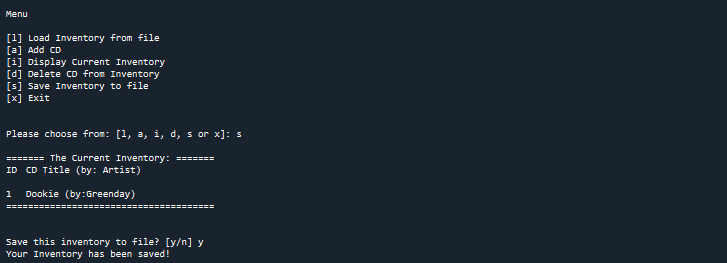 Menu
[l] Load Inventory from file
[a] Add CD
[i] Display Current Inventory
[d] Delete CD from Inventory
[s] Save Inventory to file
[x] Exit
Please choose from: [l, a, i, d, s or x]: s
======= The Current Inventory: =======
ID CD Title (by: Artist)
1 Dookie (by:Greenday)
======================================
Save this inventory to file? [y/n] y
Your Inventory has been saved!